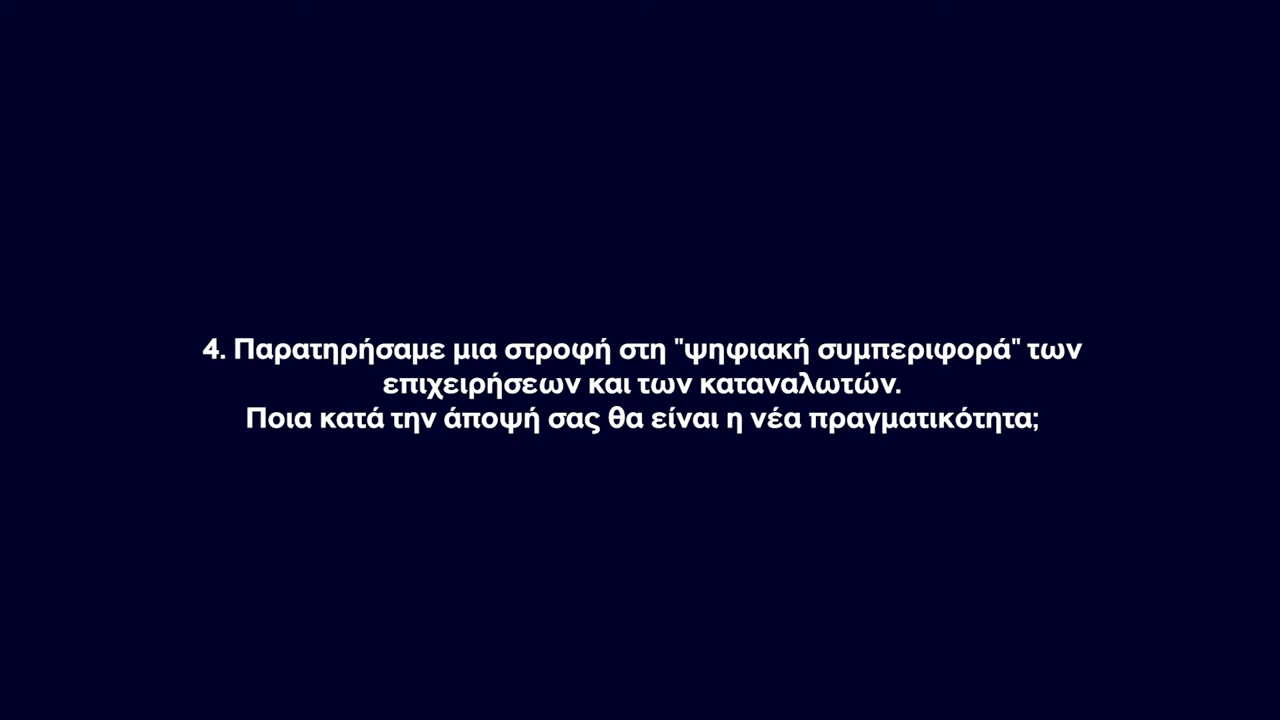 4. Παρατηρήσαμε μια στροφή στη "ψηφιακή συμπεριφορά" των
επιχειρήσεων και των καταναλωτών.
Ποια κατά την άποψή σας θα είναι η νέα πραγματικότητα;